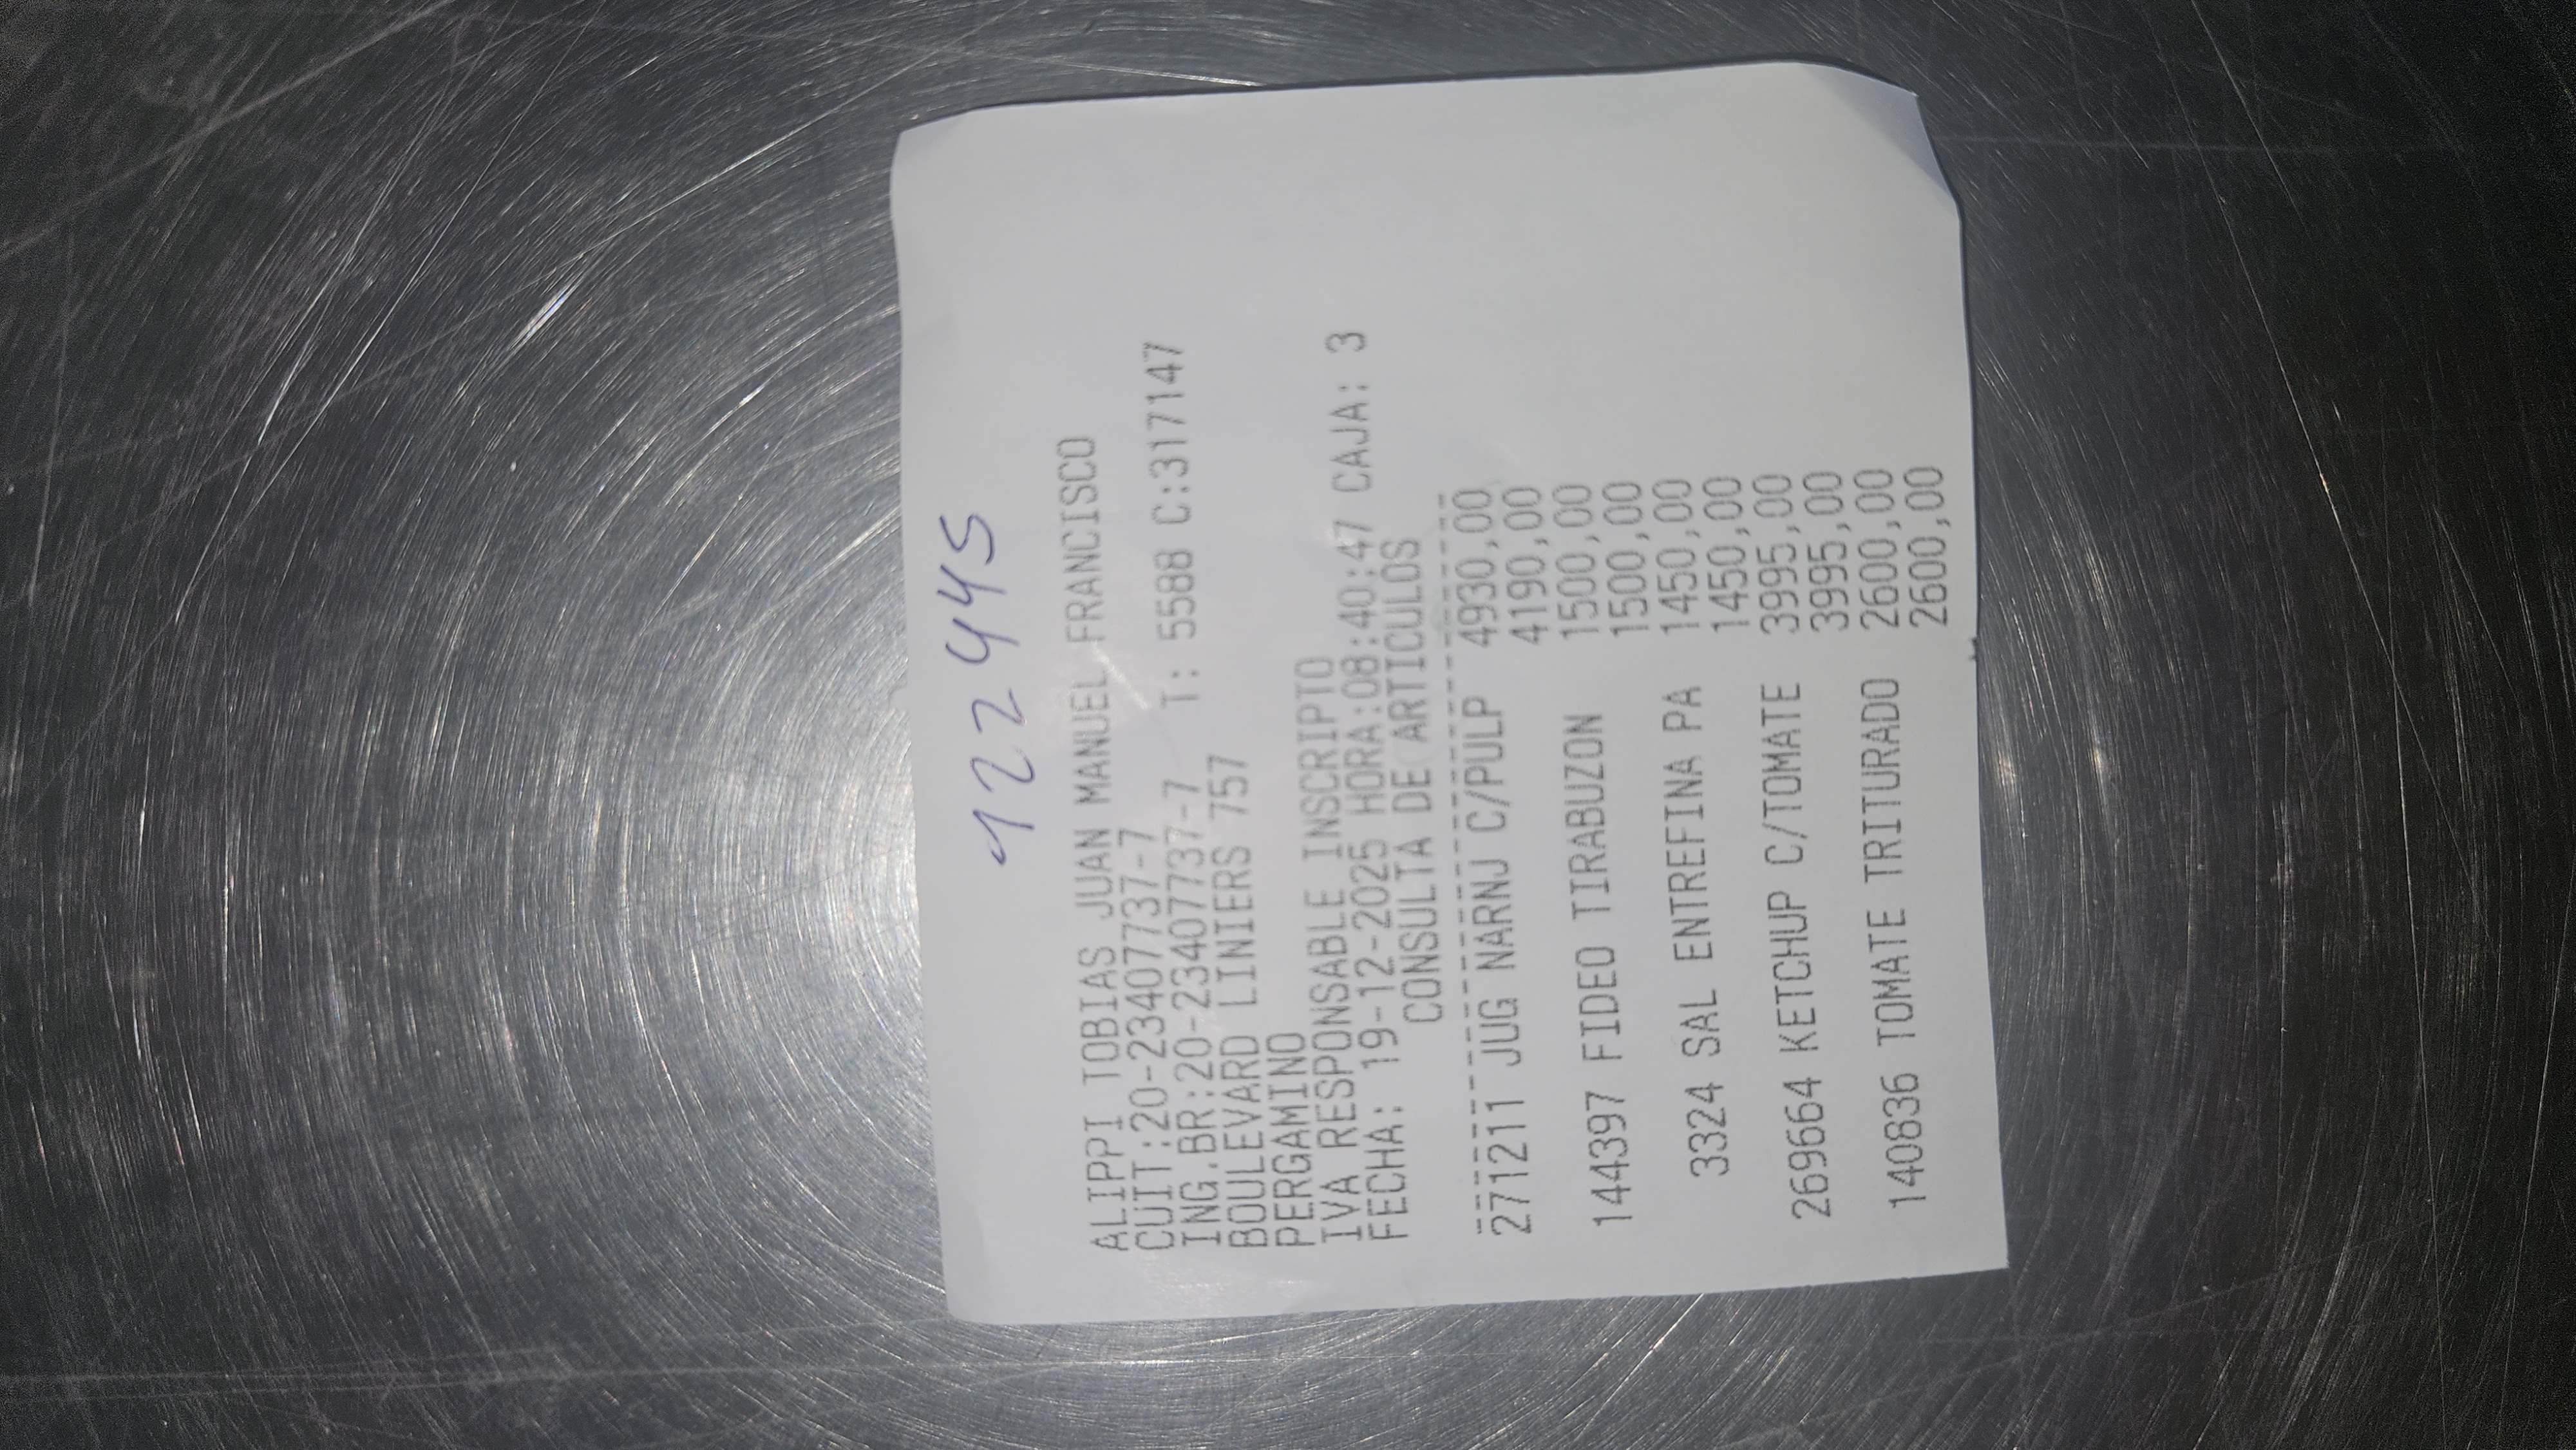 122445
ALIPPI TOBIAS JUAN MANUEL FRANCISCO
CUIT:20-23407737-7
ING.BR:20-23407737-7 T: 5588 C:317147
BOULEVARD LINIERS 757
PERGAMINO
IVA RESPONSABLE INSCRIPTO
FECHA: 19-12-2025 HORA:08:40:47 CAJA: 3
CONSULTA DE ARTICULOS
271211 JUG NARNJ C/PULP 4930,00
4190,00
144397 FIDEO TIRABUZON 1500,00
1500,00
3324 SAL ENTREFINA PA 1450,00
1450,00
269664 KETCHUP C/TOMATE 3995,00
3995,00
140836 TOMATE TRITURADO 2600,00
2600,00